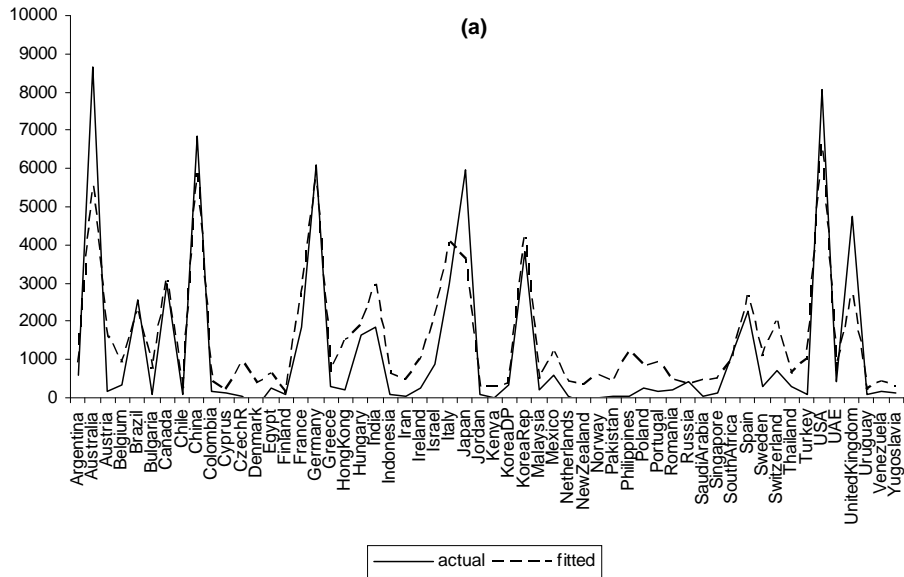 (a)
10000
9000
8000
7000
6000
5000
4000
3000
2000
1000
0
Argentina
Australia
Austria
Belgium
Brazil
Bulgaria
Canada
Chile
China
Colombia
Cyprus
CzechR
Denmark
Egypt
Finland
France
Germany
Greece
HongKong
Hungary
India
Indonesia
Iran
Ireland
Israel
Italy
Japan
Jordan
Kenya
KoreaDP
KoreaRep
Malaysia
Mexico
Netherlands
NewZealand
Norway
Pakistan
Philippines
Poland
Portugal
Romania
Russia
SaudiArabia
Singapore
SouthAfrica
Spain
Sweden
Switzerland
Thailand
Turkey
USA
UAE
UnitedKingdom
Uruguay
Venezuela
Yugoslavia
actual fitted